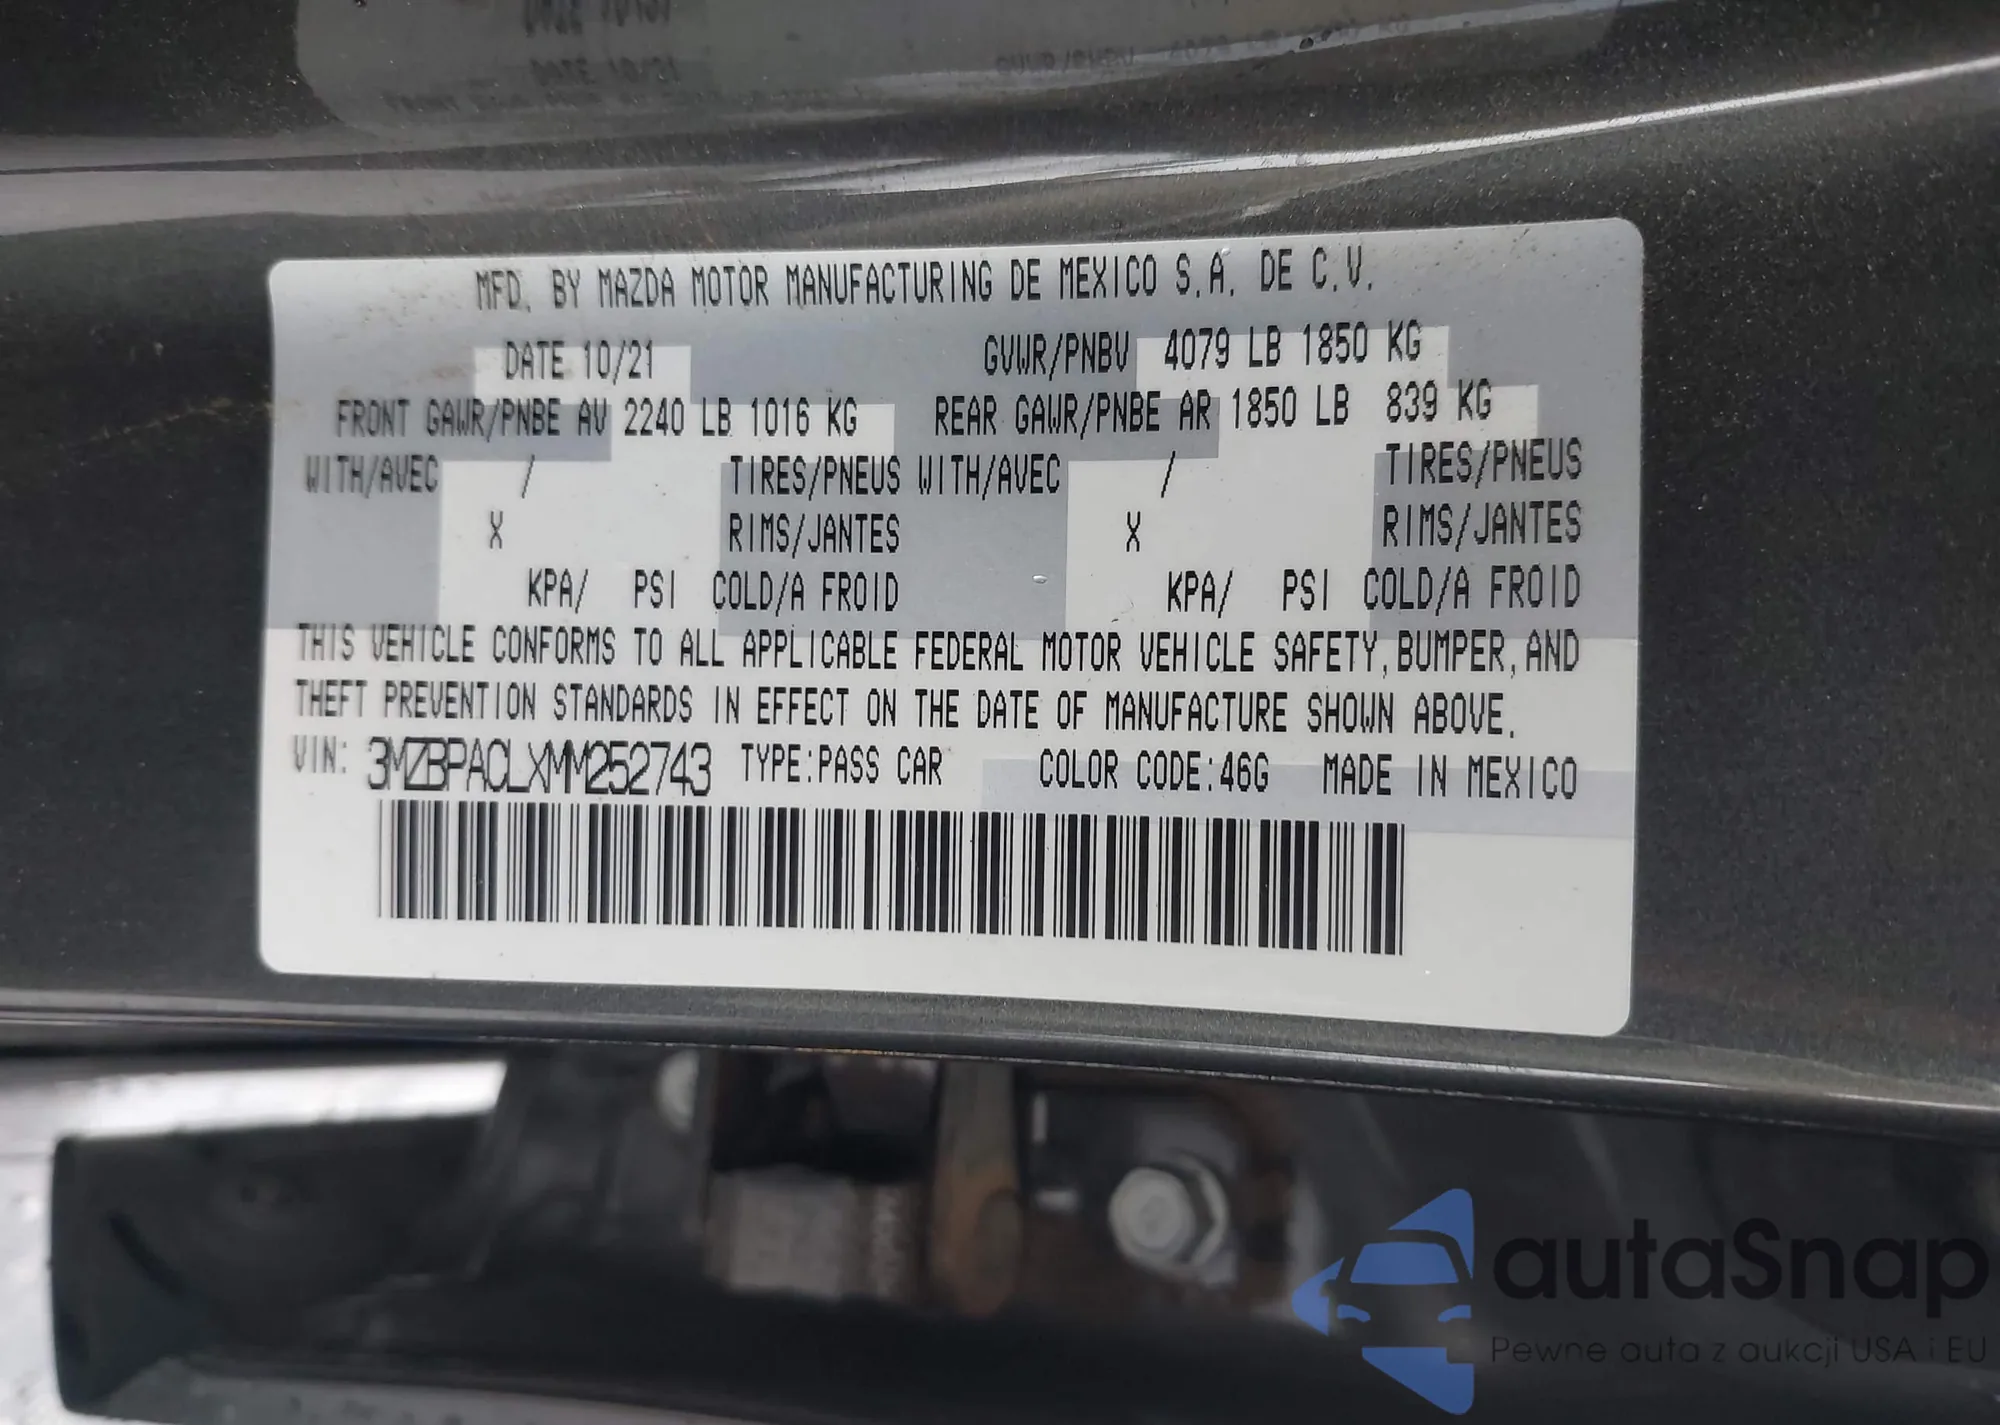 MFD. BY MAZDA MOTOR MANUFACTURING DE MEXICO S.A. DE C.V.
DATE 10/21 GVWR/PNBV 4079 LB 1850 KG
FRONT GAWR/PNBE AV 2240 LB 1016 KG REAR GAWR/PNBE AR 1850 LB 839 KG
WITH/AVEC / TIRES/PNEUS WITH/AVEC / TIRES/PNEUS
X RIMS/JANTES X RIMS/JANTES
KPA/ PSI COLD/A FROID KPA/ PSI COLD/A FROID
THIS VEHICLE CONFORMS TO ALL APPLICABLE FEDERAL MOTOR VEHICLE SAFETY, BUMPER, AND
THEFT PREVENTION STANDARDS IN EFFECT ON THE DATE OF MANUFACTURE SHOWN ABOVE.
VIN: 3MZBPACLXMM252743 TYPE:PASS CAR COLOR CODE:46G MADE IN MEXICO
autaSnap
Pewne auta z aukcji USA i EU